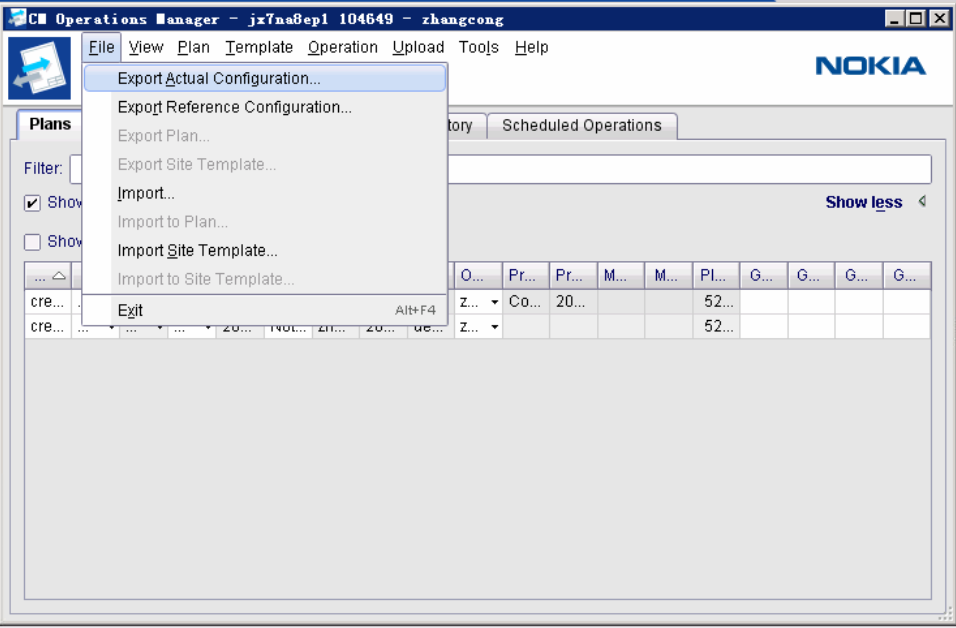 CM Operations Manager - jx7na8ep1 104649 - zhangcong
File View Plan Template Operation Upload Tools Help
NOKIA
Export Actual Configuration...
Export Reference Configuration...
Export Plan...
Export Site Template...
Import...
Import to Plan...
Import Site Template...
Import to Site Template...
Exit Alt+F4
Plans tory Scheduled Operations
Filter:
Show Show less
Show
... O... Pr... Pr... M... M... Pl... G... G... G... G...
cre... z... Co... 20... 52...
cre... ... ... ... 20... Not... zh... 20... de... z... 52...